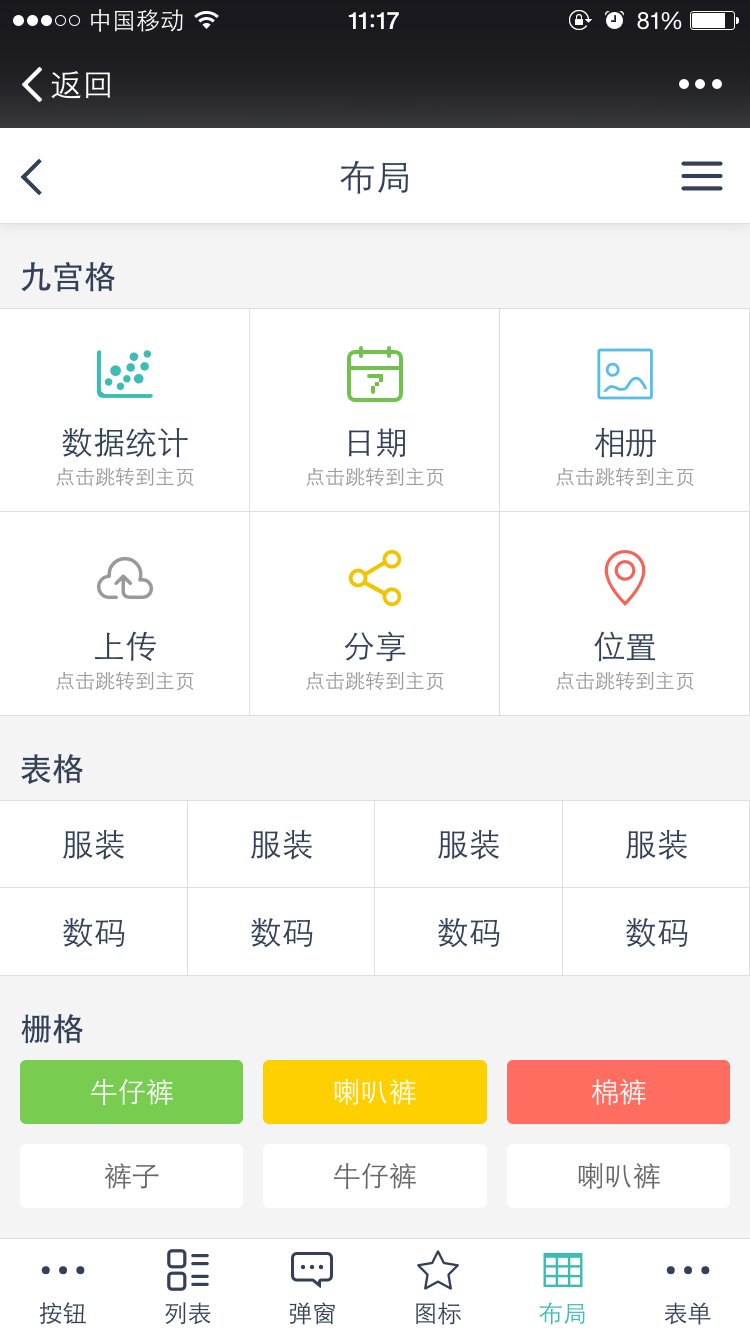 中国移动 11:17 81%
返回
布局
九宫格
7
数据统计 日期 相册
点击跳转到主页 点击跳转到主页 点击跳转到主页
上传 分享 位置
点击跳转到主页 点击跳转到主页 点击跳转到主页
表格
服装 服装 服装 服装
数码 数码 数码 数码
栅格
牛仔裤 喇叭裤 棉裤
裤子 牛仔裤 喇叭裤
按钮 列表 弹窗 图标 布局 表单